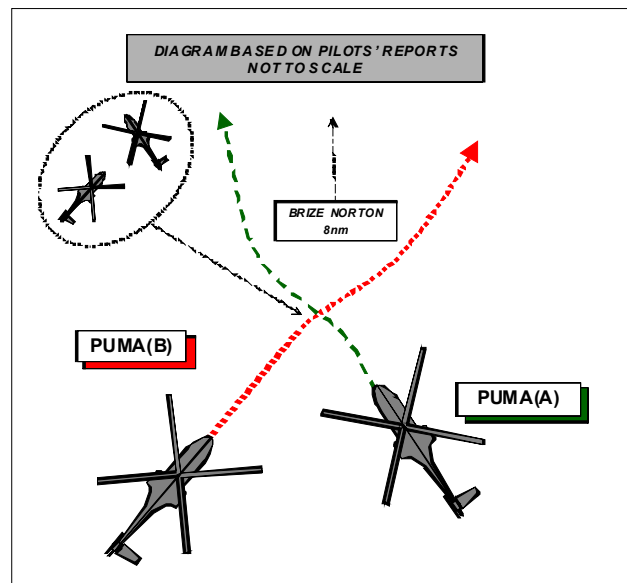 DIAGRAM BASED ON PILOTS' REPORTS
NOT TO SCALE
BRIZE NORTON
8nm
PUMA(B)
PUMA(A)